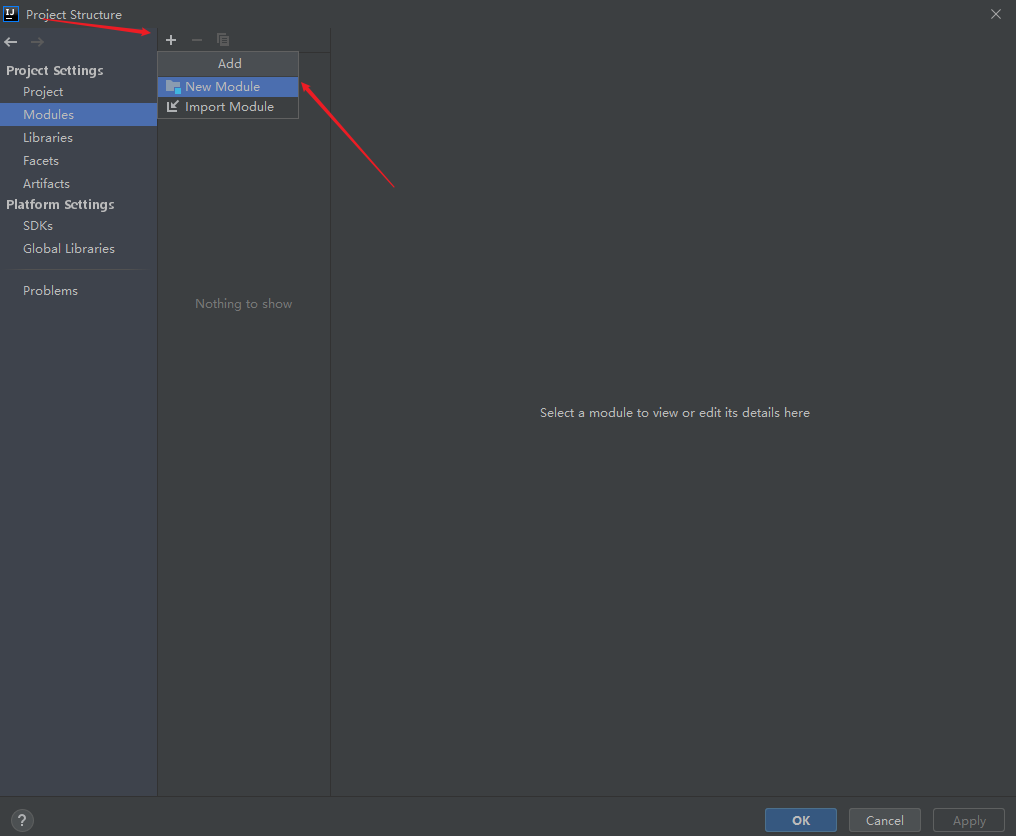 IJ
Project Structure
Project Settings
Project
Modules
Libraries
Facets
Artifacts
Platform Settings
SDKs
Global Libraries
Problems
Add
New Module
Import Module
Nothing to show
Select a module to view or edit its details here
?
OK
Cancel
Apply